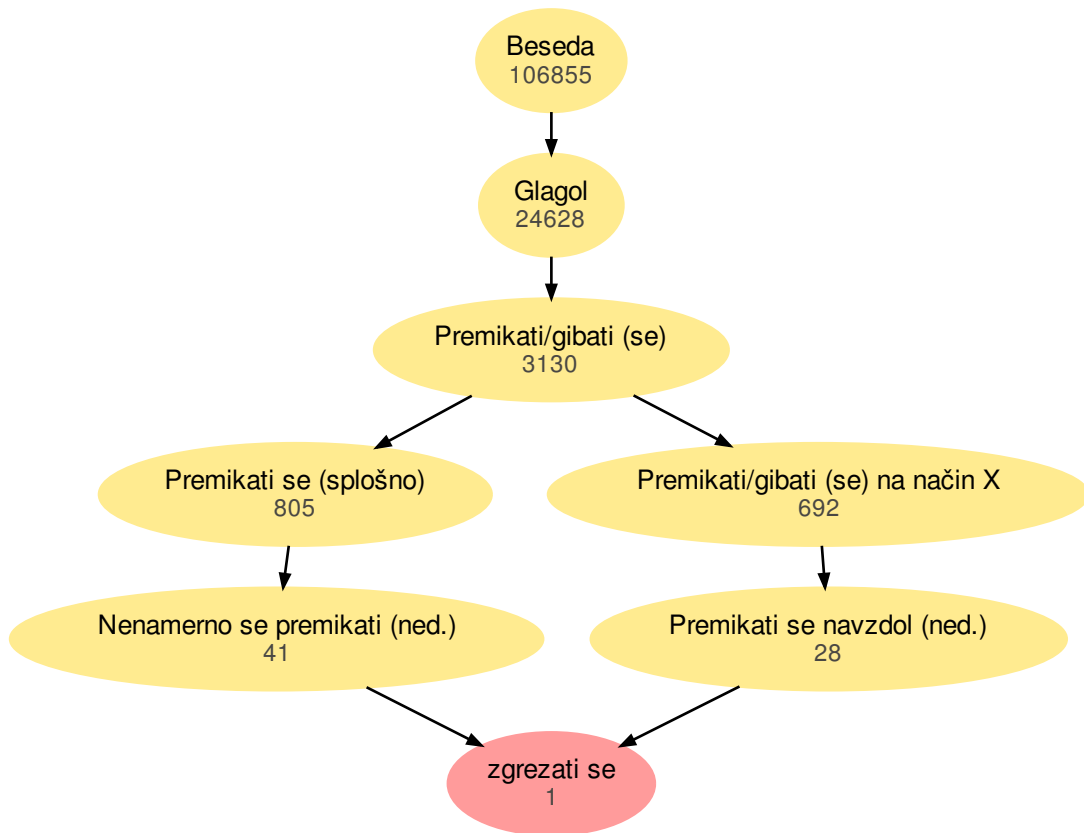 Beseda
106855
Glagol
24628
Premikati/gibati (se)
3130
Premikati se (splošno)
805
Premikati/gibati (se) na način X
692
Nenamerno se premikati (ned.)
41
Premikati se navzdol (ned.)
28
zgrezati se
1